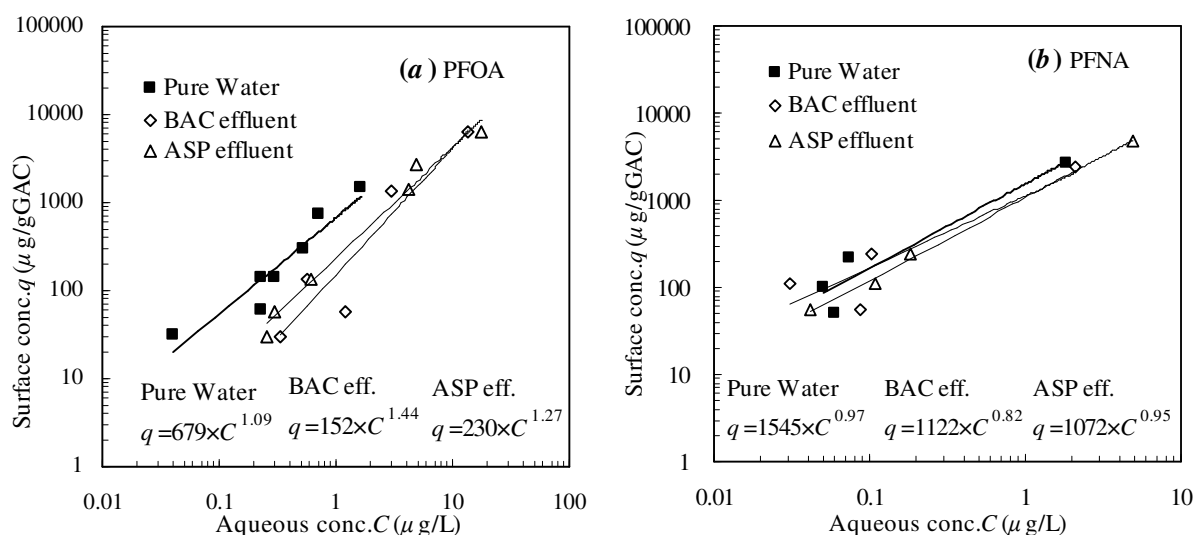 Surface conc.q (μg/gGAC)
100000
10000
1000
100
10
1
(a) PFOA
Pure Water
BAC effluent
ASP effluent
Pure Water
q=679×C^1.09
BAC eff.
q=152×C^1.44
ASP eff.
q=230×C^1.27
0.01 0.1 1 10 100
Aqueous conc.C (μg/L)
Surface conc.q (μg/gGAC)
100000
10000
1000
100
10
1
(b) PFNA
Pure Water
BAC effluent
ASP effluent
Pure Water
q=1545×C^0.97
BAC eff.
q=1122×C^0.82
ASP eff.
q=1072×C^0.95
0.01 0.1 1 10
Aqueous conc.C (μg/L)